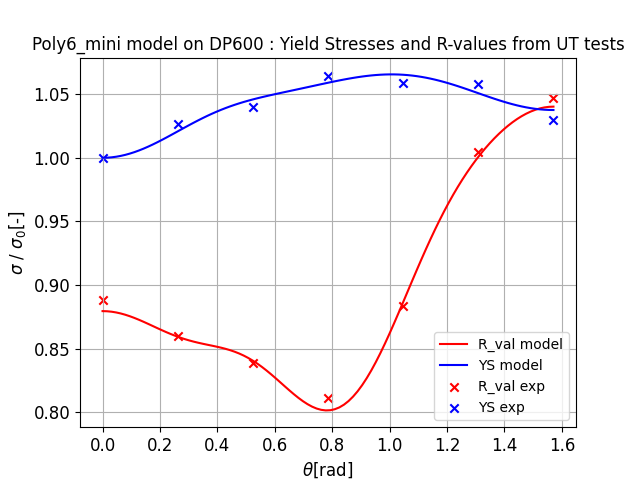 Poly6_mini model on DP600 : Yield Stresses and R-values from UT tests
σ / σ₀[-]
1.05
1.00
0.95
0.90
0.85
0.80
0.0 0.2 0.4 0.6 0.8 1.0 1.2 1.4 1.6
θ[rad]
R_val model
YS model
R_val exp
YS exp